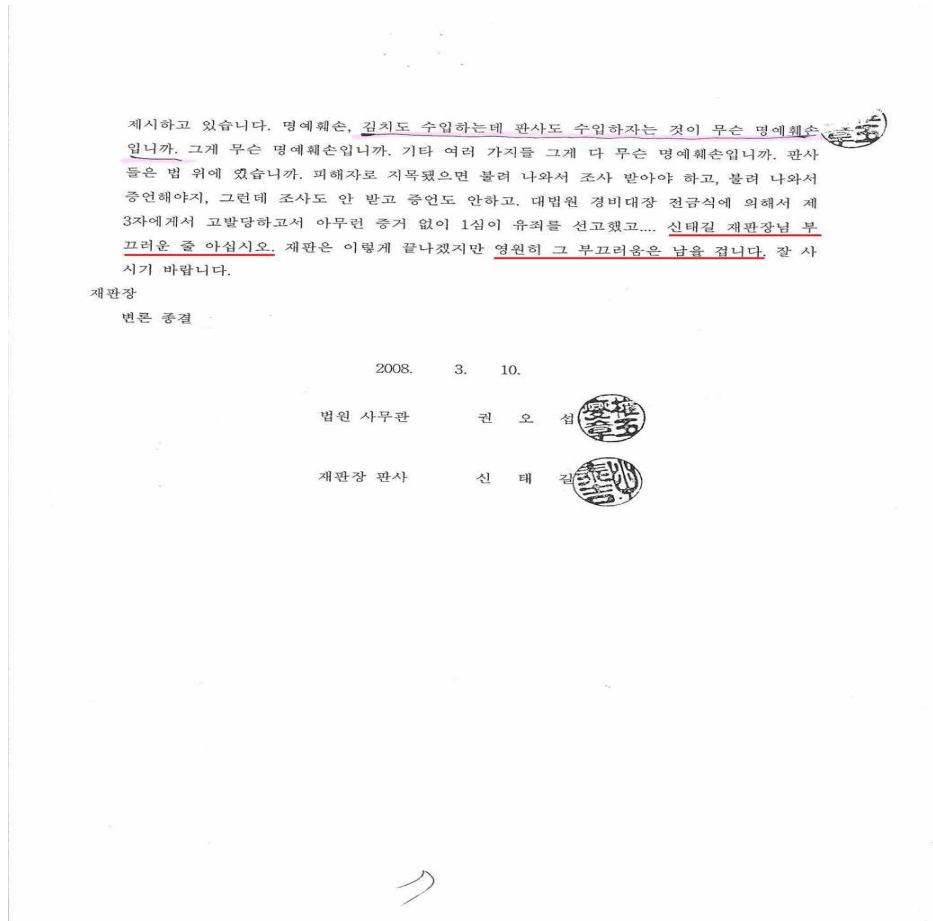 제시하고 있습니다. 명예훼손, 김치도 수입하는데 판사도 수입하자는 것이 무슨 명예훼손
입니까. 그게 무슨 명예훼손입니까. 기타 여러 가지들 그게 다 무슨 명예훼손입니까. 판사
들은 법 위에 있습니까. 피해자로 지목됐으면 불려 나와서 조사 받아야 하고, 불려 나와서
증언해야지, 그런데 조사도 안 받고 증언도 안하고. 대법원 경비대장 전금식에 의해서 제
3자에게서 고발당하고서 아무런 증거 없이 1심이 유죄를 선고했고.... 신태길 재판장님 부
끄러운 줄 아십시오. 재판은 이렇게 끝나겠지만 영원히 그 부끄러움은 남을 겁니다. 잘 사
시기 바랍니다.
재판장
변론 종결
2008. 3. 10.
법원 사무관 권 오 섭
재판장 판사 신 태 길